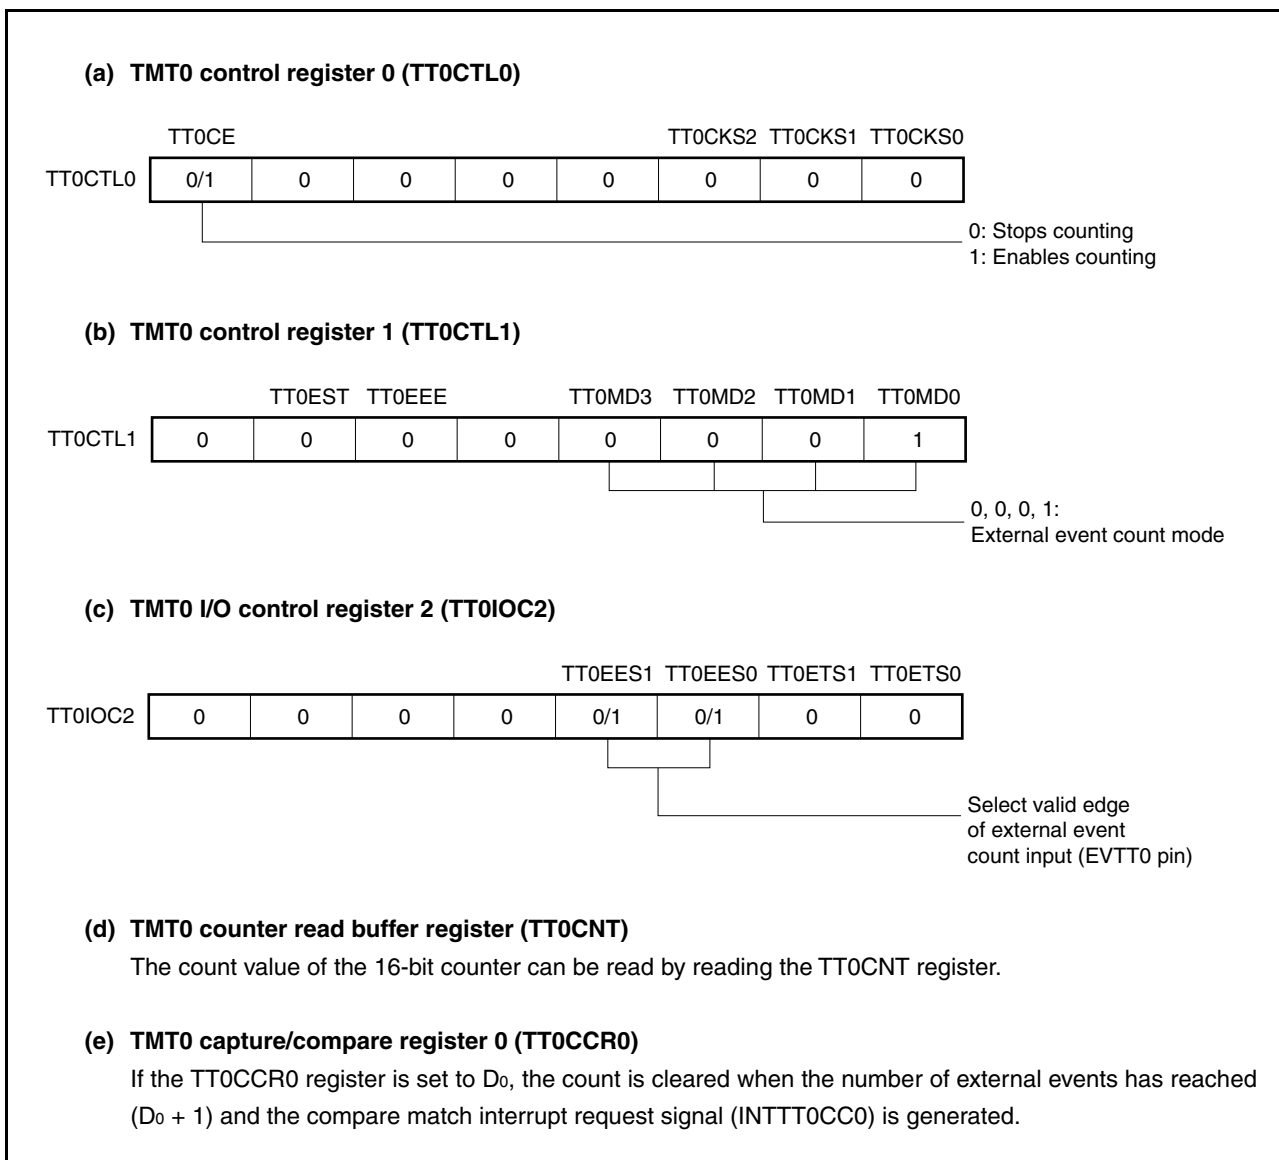 (a) TMT0 control register 0 (TT0CTL0)
TT0CE TT0CKS2 TT0CKS1 TT0CKS0
TT0CTL0 0/1 0 0 0 0 0 0 0
0: Stops counting
1: Enables counting
(b) TMT0 control register 1 (TT0CTL1)
TT0EST TT0EEE TT0MD3 TT0MD2 TT0MD1 TT0MD0
TT0CTL1 0 0 0 0 0 0 0 1
0, 0, 0, 1:
External event count mode
(c) TMT0 I/O control register 2 (TT0IOC2)
TT0EES1 TT0EES0 TT0ETS1 TT0ETS0
TT0IOC2 0 0 0 0 0/1 0/1 0 0
Select valid edge
of external event
count input (EVTT0 pin)
(d) TMT0 counter read buffer register (TT0CNT)
The count value of the 16-bit counter can be read by reading the TT0CNT register.
(e) TMT0 capture/compare register 0 (TT0CCR0)
If the TT0CCR0 register is set to D0, the count is cleared when the number of external events has reached
(D0 + 1) and the compare match interrupt request signal (INTTT0CC0) is generated.